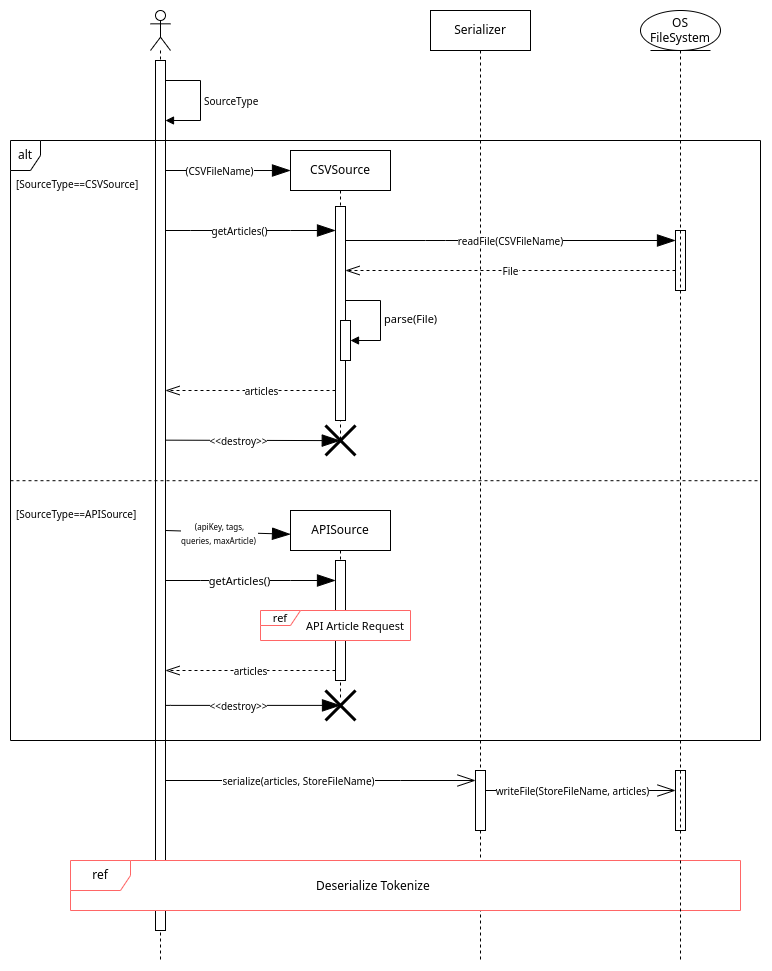 Serializer
OS
FileSystem
SourceType
alt
(CSVFileName)
CSVSource
[SourceType==CSVSource]
getArticles()
readFile(CSVFileName)
File
parse(File)
articles
<<destroy>>
[SourceType==APISource]
(apiKey, tags,
queries, maxArticle)
APISource
getArticles()
ref
API Article Request
articles
<<destroy>>
serialize(articles, StoreFileName)
writeFile(StoreFileName, articles)
ref
Deserialize Tokenize